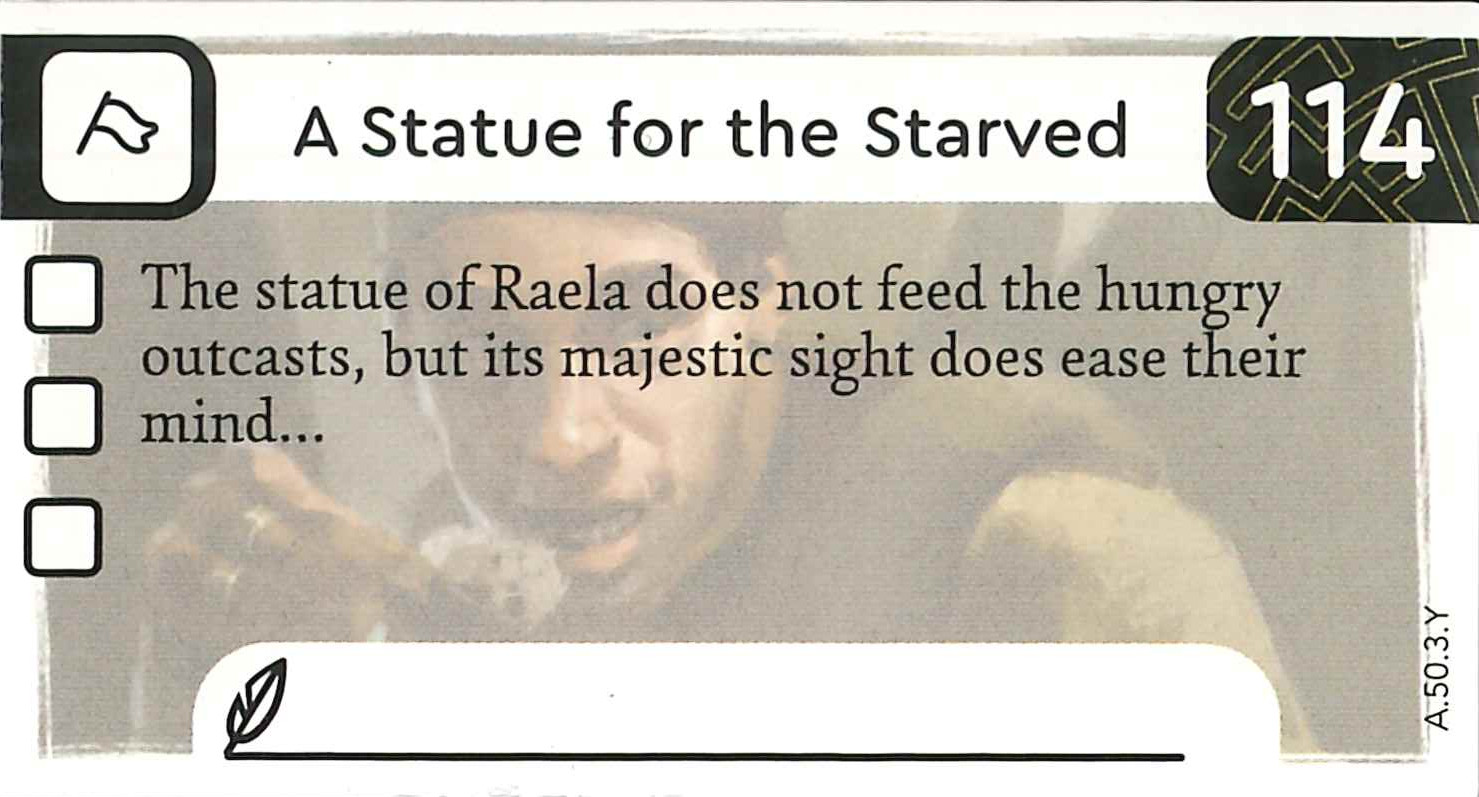 A Statue for the Starved
114
The statue of Raela does not feed the hungry
outcasts, but its majestic sight does ease their
mind...
A.50.3.Y